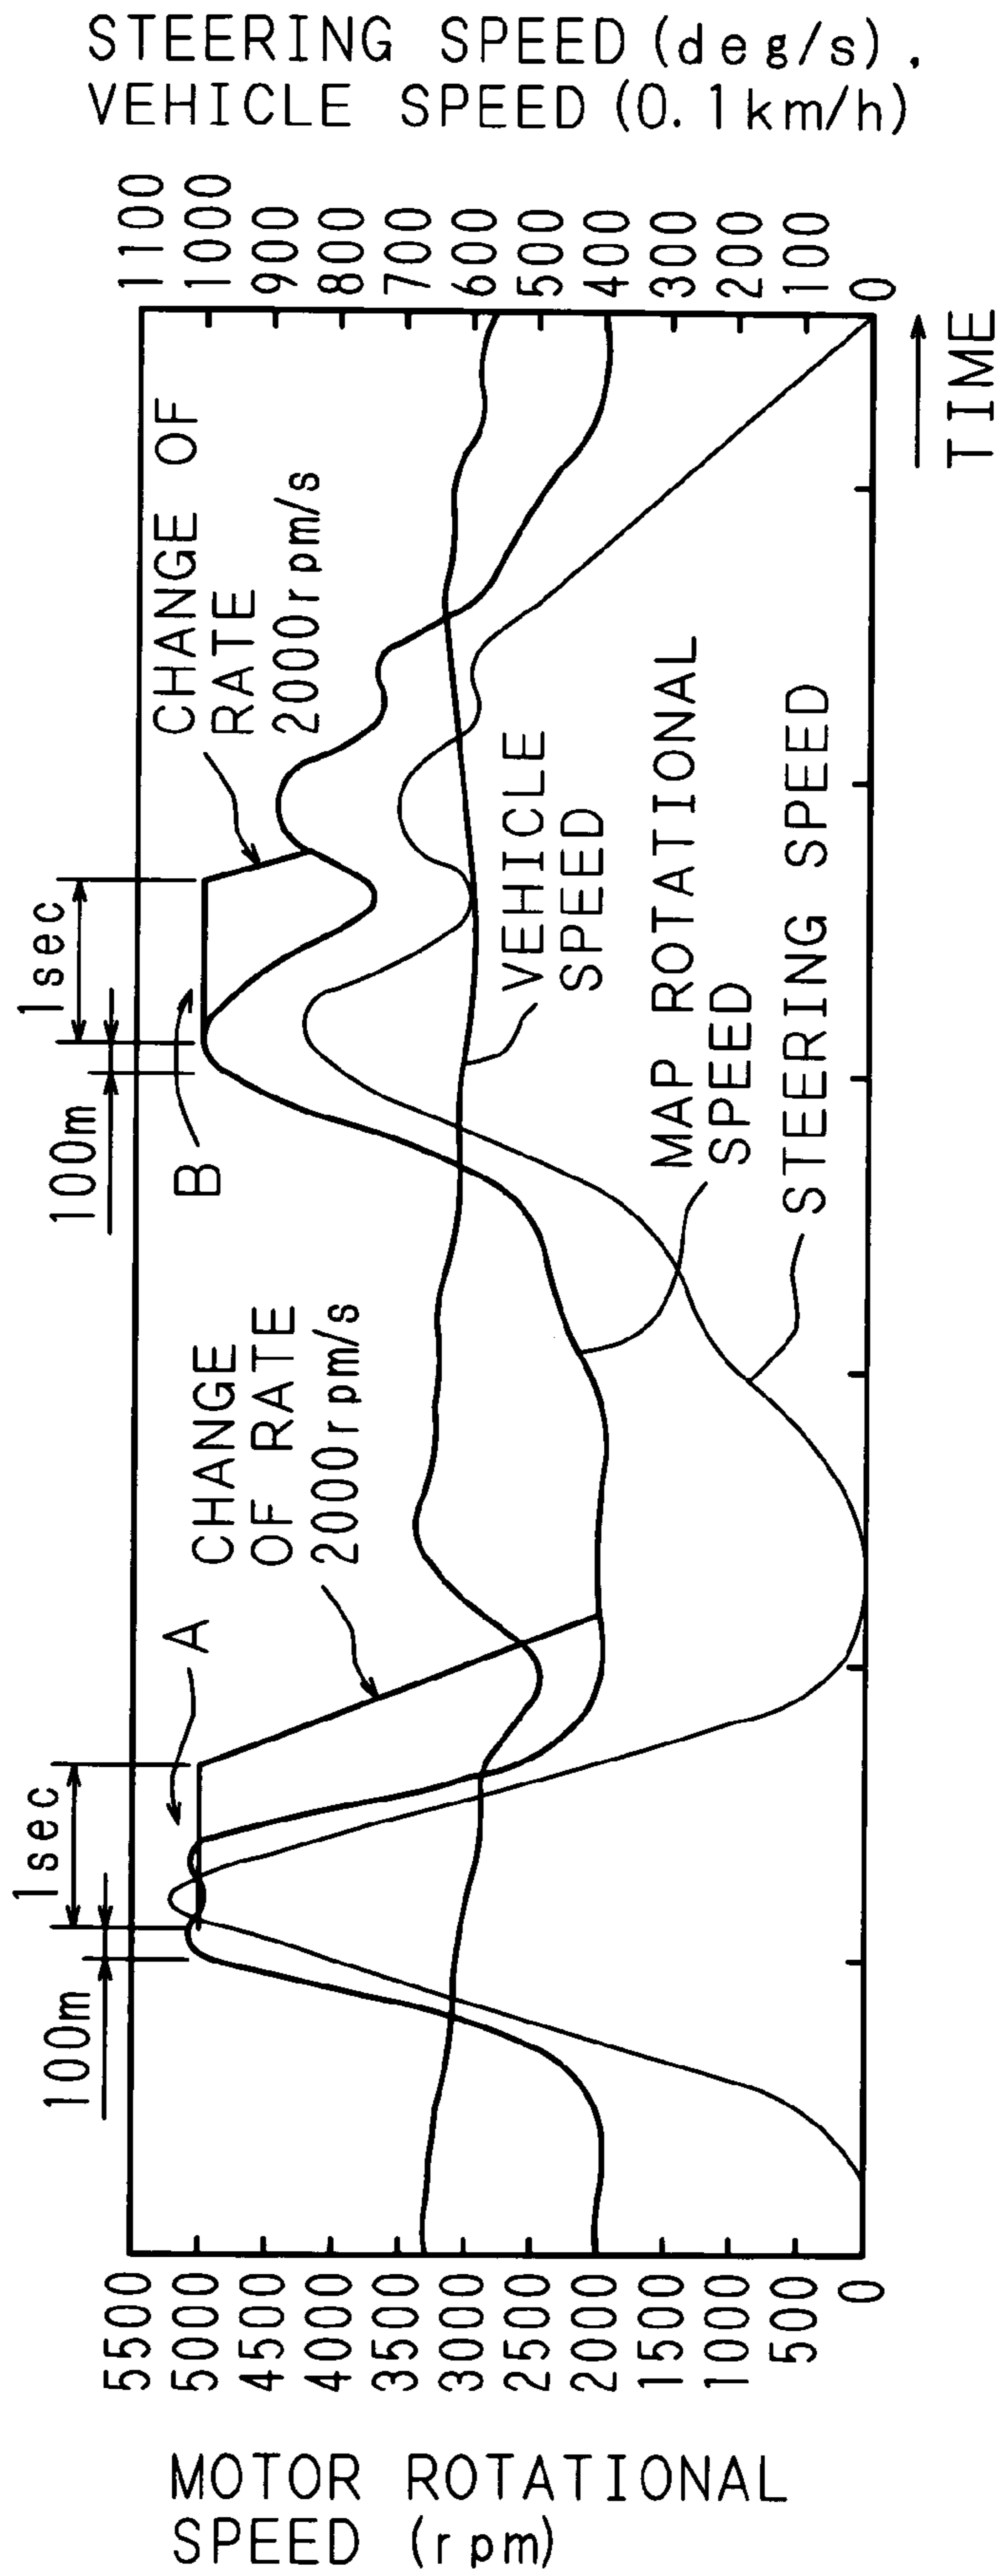 MOTOR ROTATIONAL
SPEED (rpm)
5500
5000
4500
4000
3500
3000
2500
2000
1500
1000
500
0
100m
1sec
A
CHANGE
OF RATE
2000rpm/s
100m
1sec
B
CHANGE OF
RATE
2000rpm/s
VEHICLE
SPEED
MAP ROTATIONAL
SPEED
STEERING SPEED
STEERING SPEED (deg/s).
VEHICLE SPEED (0.1km/h)
1100
1000
900
800
700
600
500
400
300
200
100
0
TIME